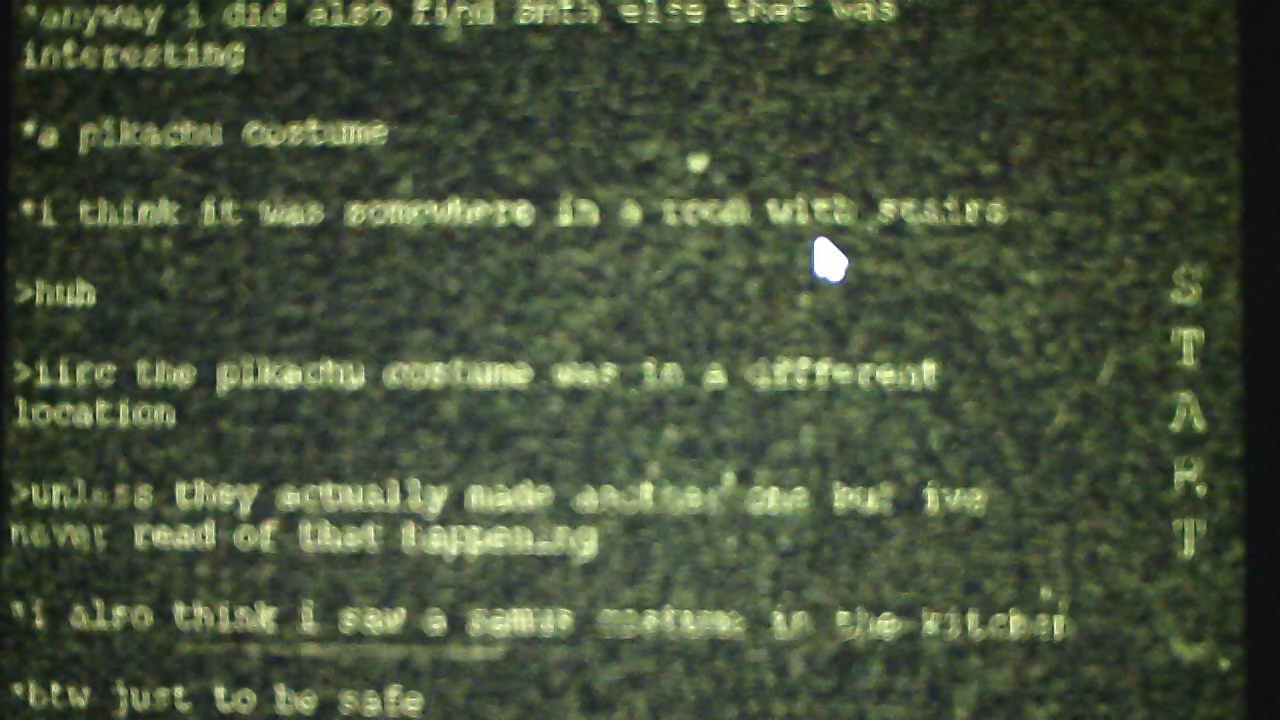 *anyway i did also find smth else that was
interesting
*a pikachu costume
*i think it was somewhere in a room with stairs
>huh
>iirc the pikachu costume was in a different
location
>unless they actually made another one but ive
never read of that happening
*i also think i saw a samus costume in the kitchen
*btw just to be safe
START